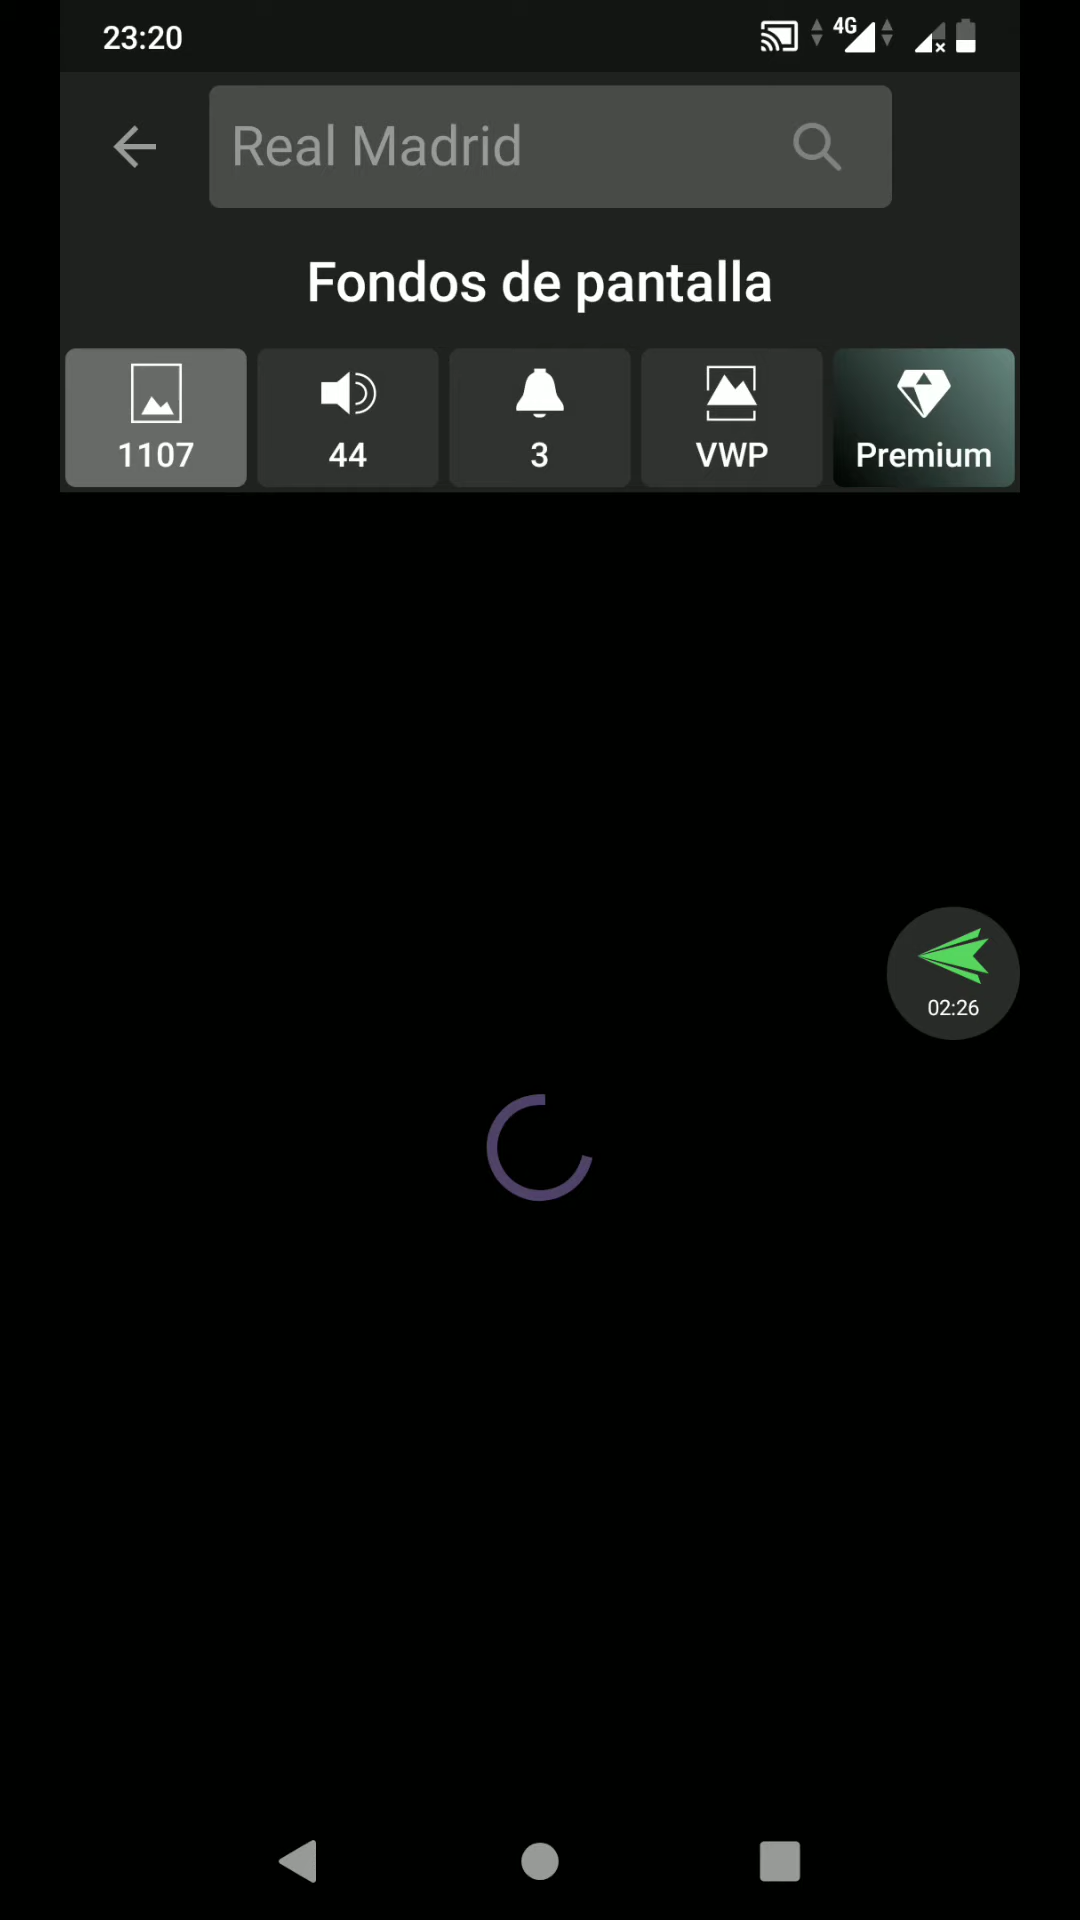 23:20
4G
Real Madrid
Fondos de pantalla
1107
44
3
VWP
Premium
02:26